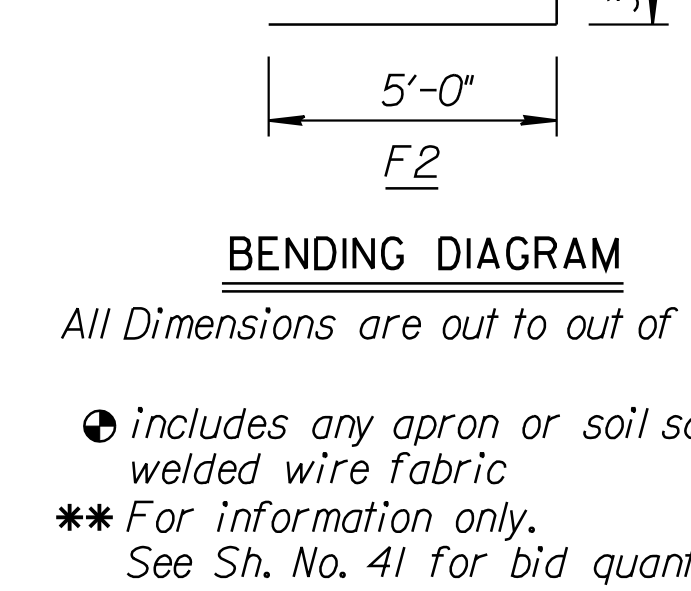 5'-0"
F2
BENDING DIAGRAM
All Dimensions are out to out of
includes any apron or soil
welded wire fabric
** For information only.
See Sh. No. 41 for bid